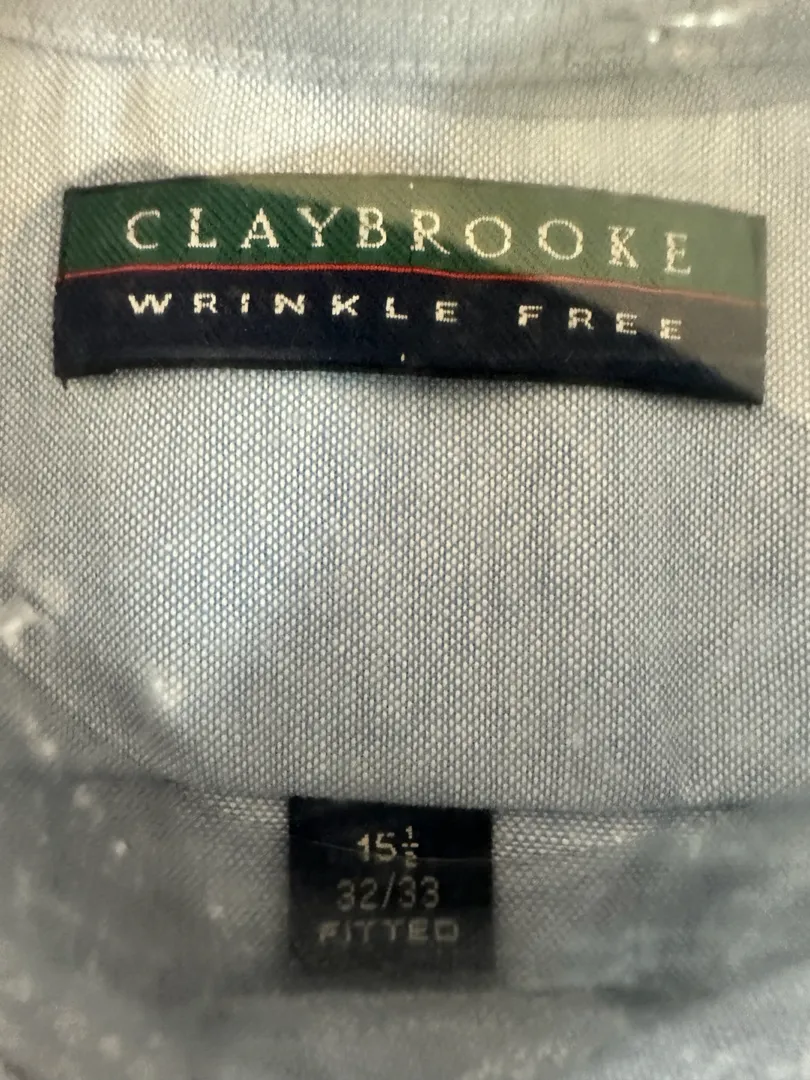 CLAYBROOKE
WRINKLE FREE
15½
32/33
FITTED